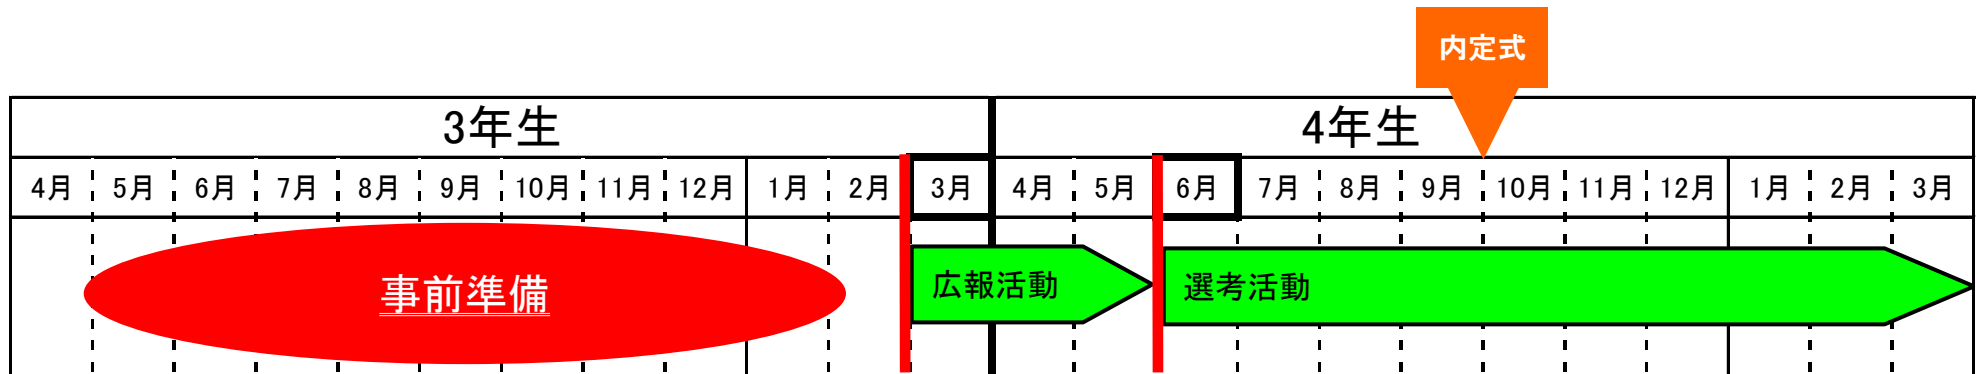 内定式
3年生 4年生
4月 5月 6月 7月 8月 9月 10月 11月 12月 1月 2月 3月 4月 5月 6月 7月 8月 9月 10月 11月 12月 1月 2月 3月
事前準備 広報活動 選考活動